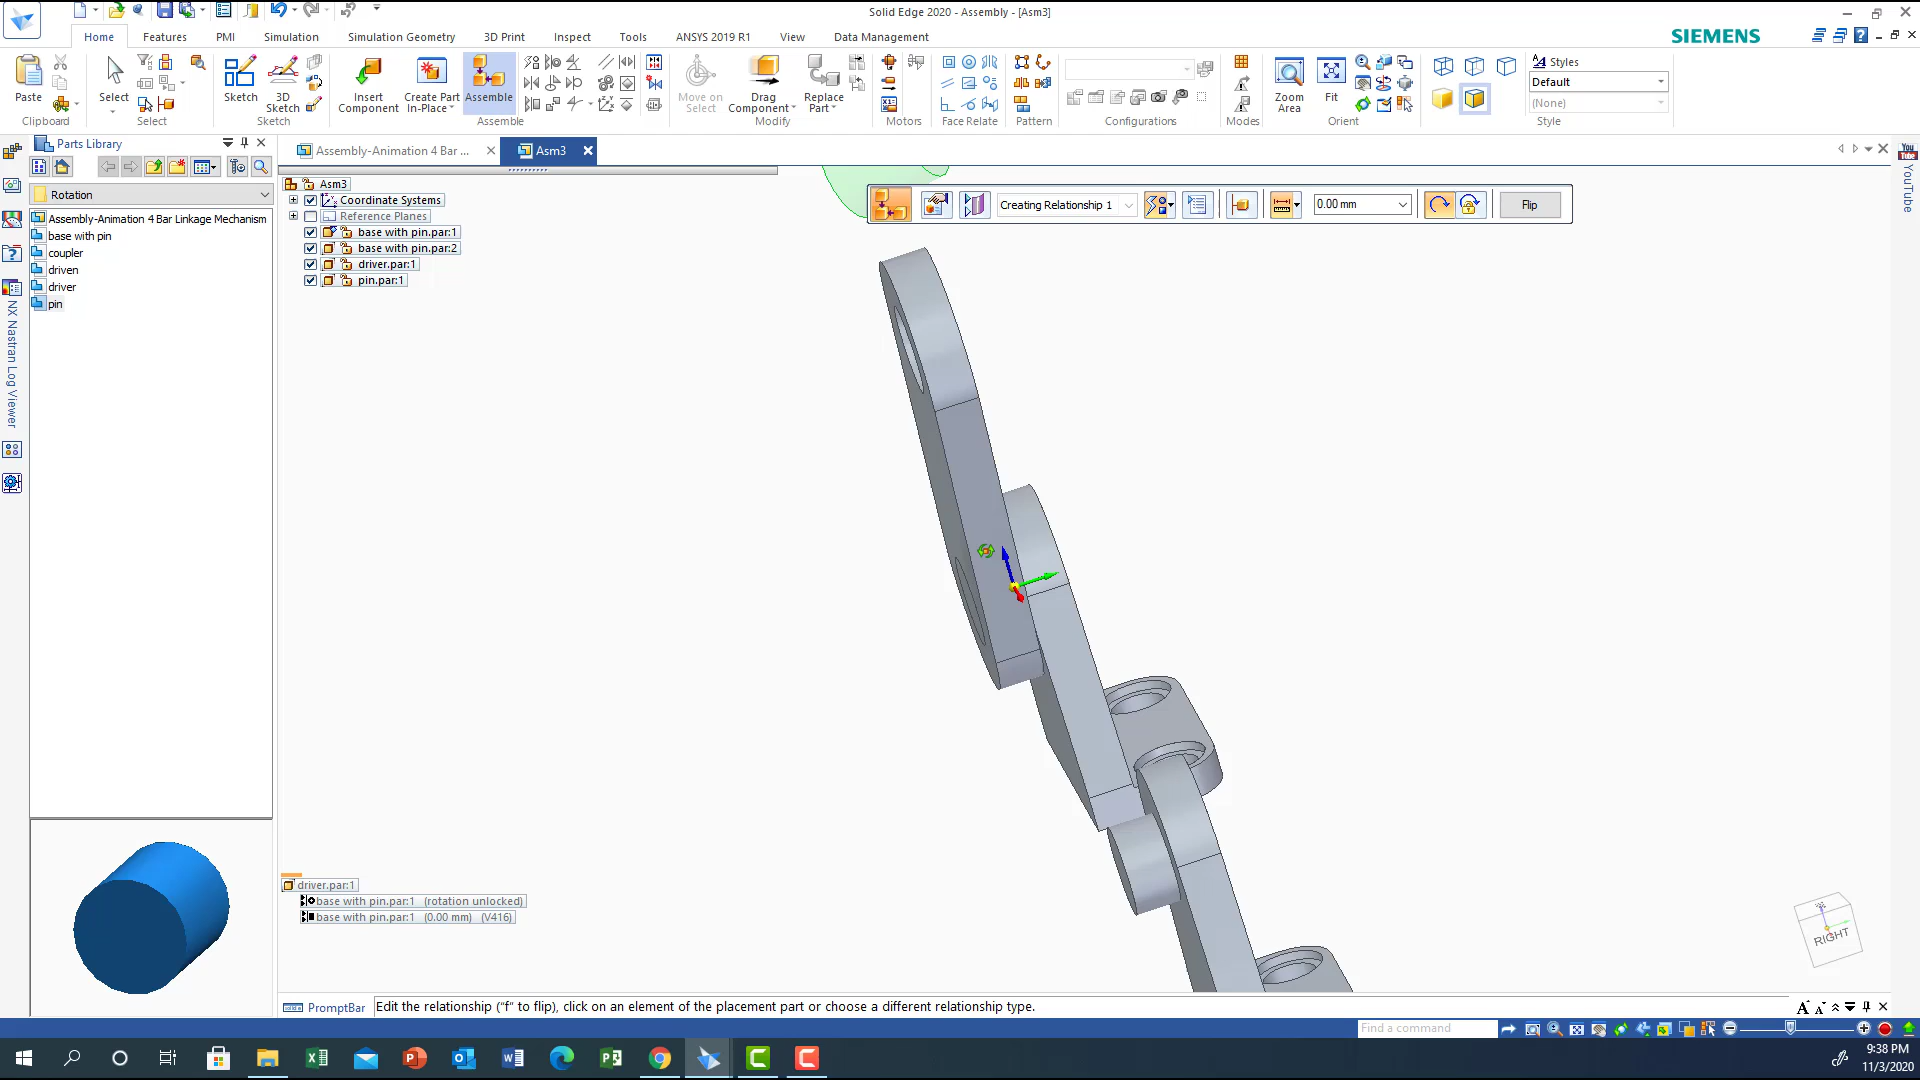 Solid Edge 2020 - Assembly - [Asm3]
Home
Features
PMI
Simulation
Simulation Geometry
3D Print
Inspect
Tools
ANSYS 2019 R1
View
Data Management
SIEMENS
Paste
Select
Sketch
3D Sketch
Insert Component
Create Part In-Place
Assemble
Move on Select
Drag Component
Replace Part
Zoom Area
Fit
Styles
Default
(None)
Clipboard
Select
Sketch
Assemble
Modify
Motors
Face Relate
Pattern
Configurations
Modes
Orient
Style
Parts Library
Assembly-Animation 4 Bar ...
Asm3
Rotation
Assembly-Animation 4 Bar Linkage Mechanism
base with pin
coupler
driven
driver
pin
Asm3
Coordinate Systems
Reference Planes
base with pin.par:1
base with pin.par:2
driver.par:1
pin.par:1
Creating Relationship 1
0.00 mm
Flip
NX Nastran Log Viewer
You Tube
YouTube
driver.par:1
base with pin.par:1 (rotation unlocked)
base with pin.par:1 (0.00 mm) (V416)
RIGHT
PromptBar
Edit the relationship ("f" to flip), click on an element of the placement part or choose a different relationship type.
Find a command
9:38 PM
11/3/2020